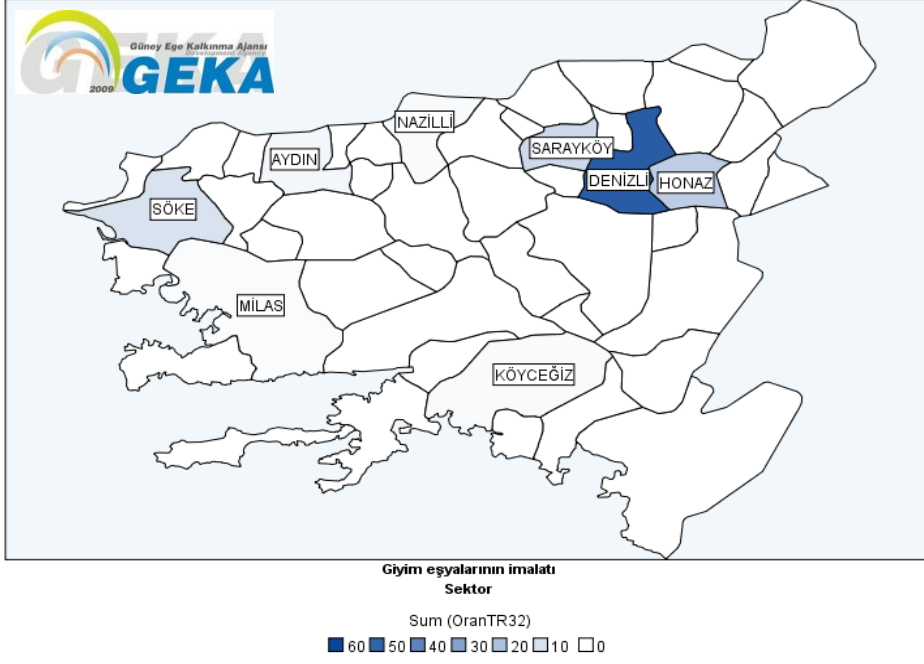 Güney Ege Kalkınma Ajansı
Development Agency
GEKA
2009
NAZİLLİ
SARAYKÖY
AYDIN
DENİZLİ
HONAZ
SÖKE
MİLAS
KÖYCEĞİZ
Giyim eşyalarının imalatı
Sektor
Sum (OranTR32)
60 50 40 30 20 10 0